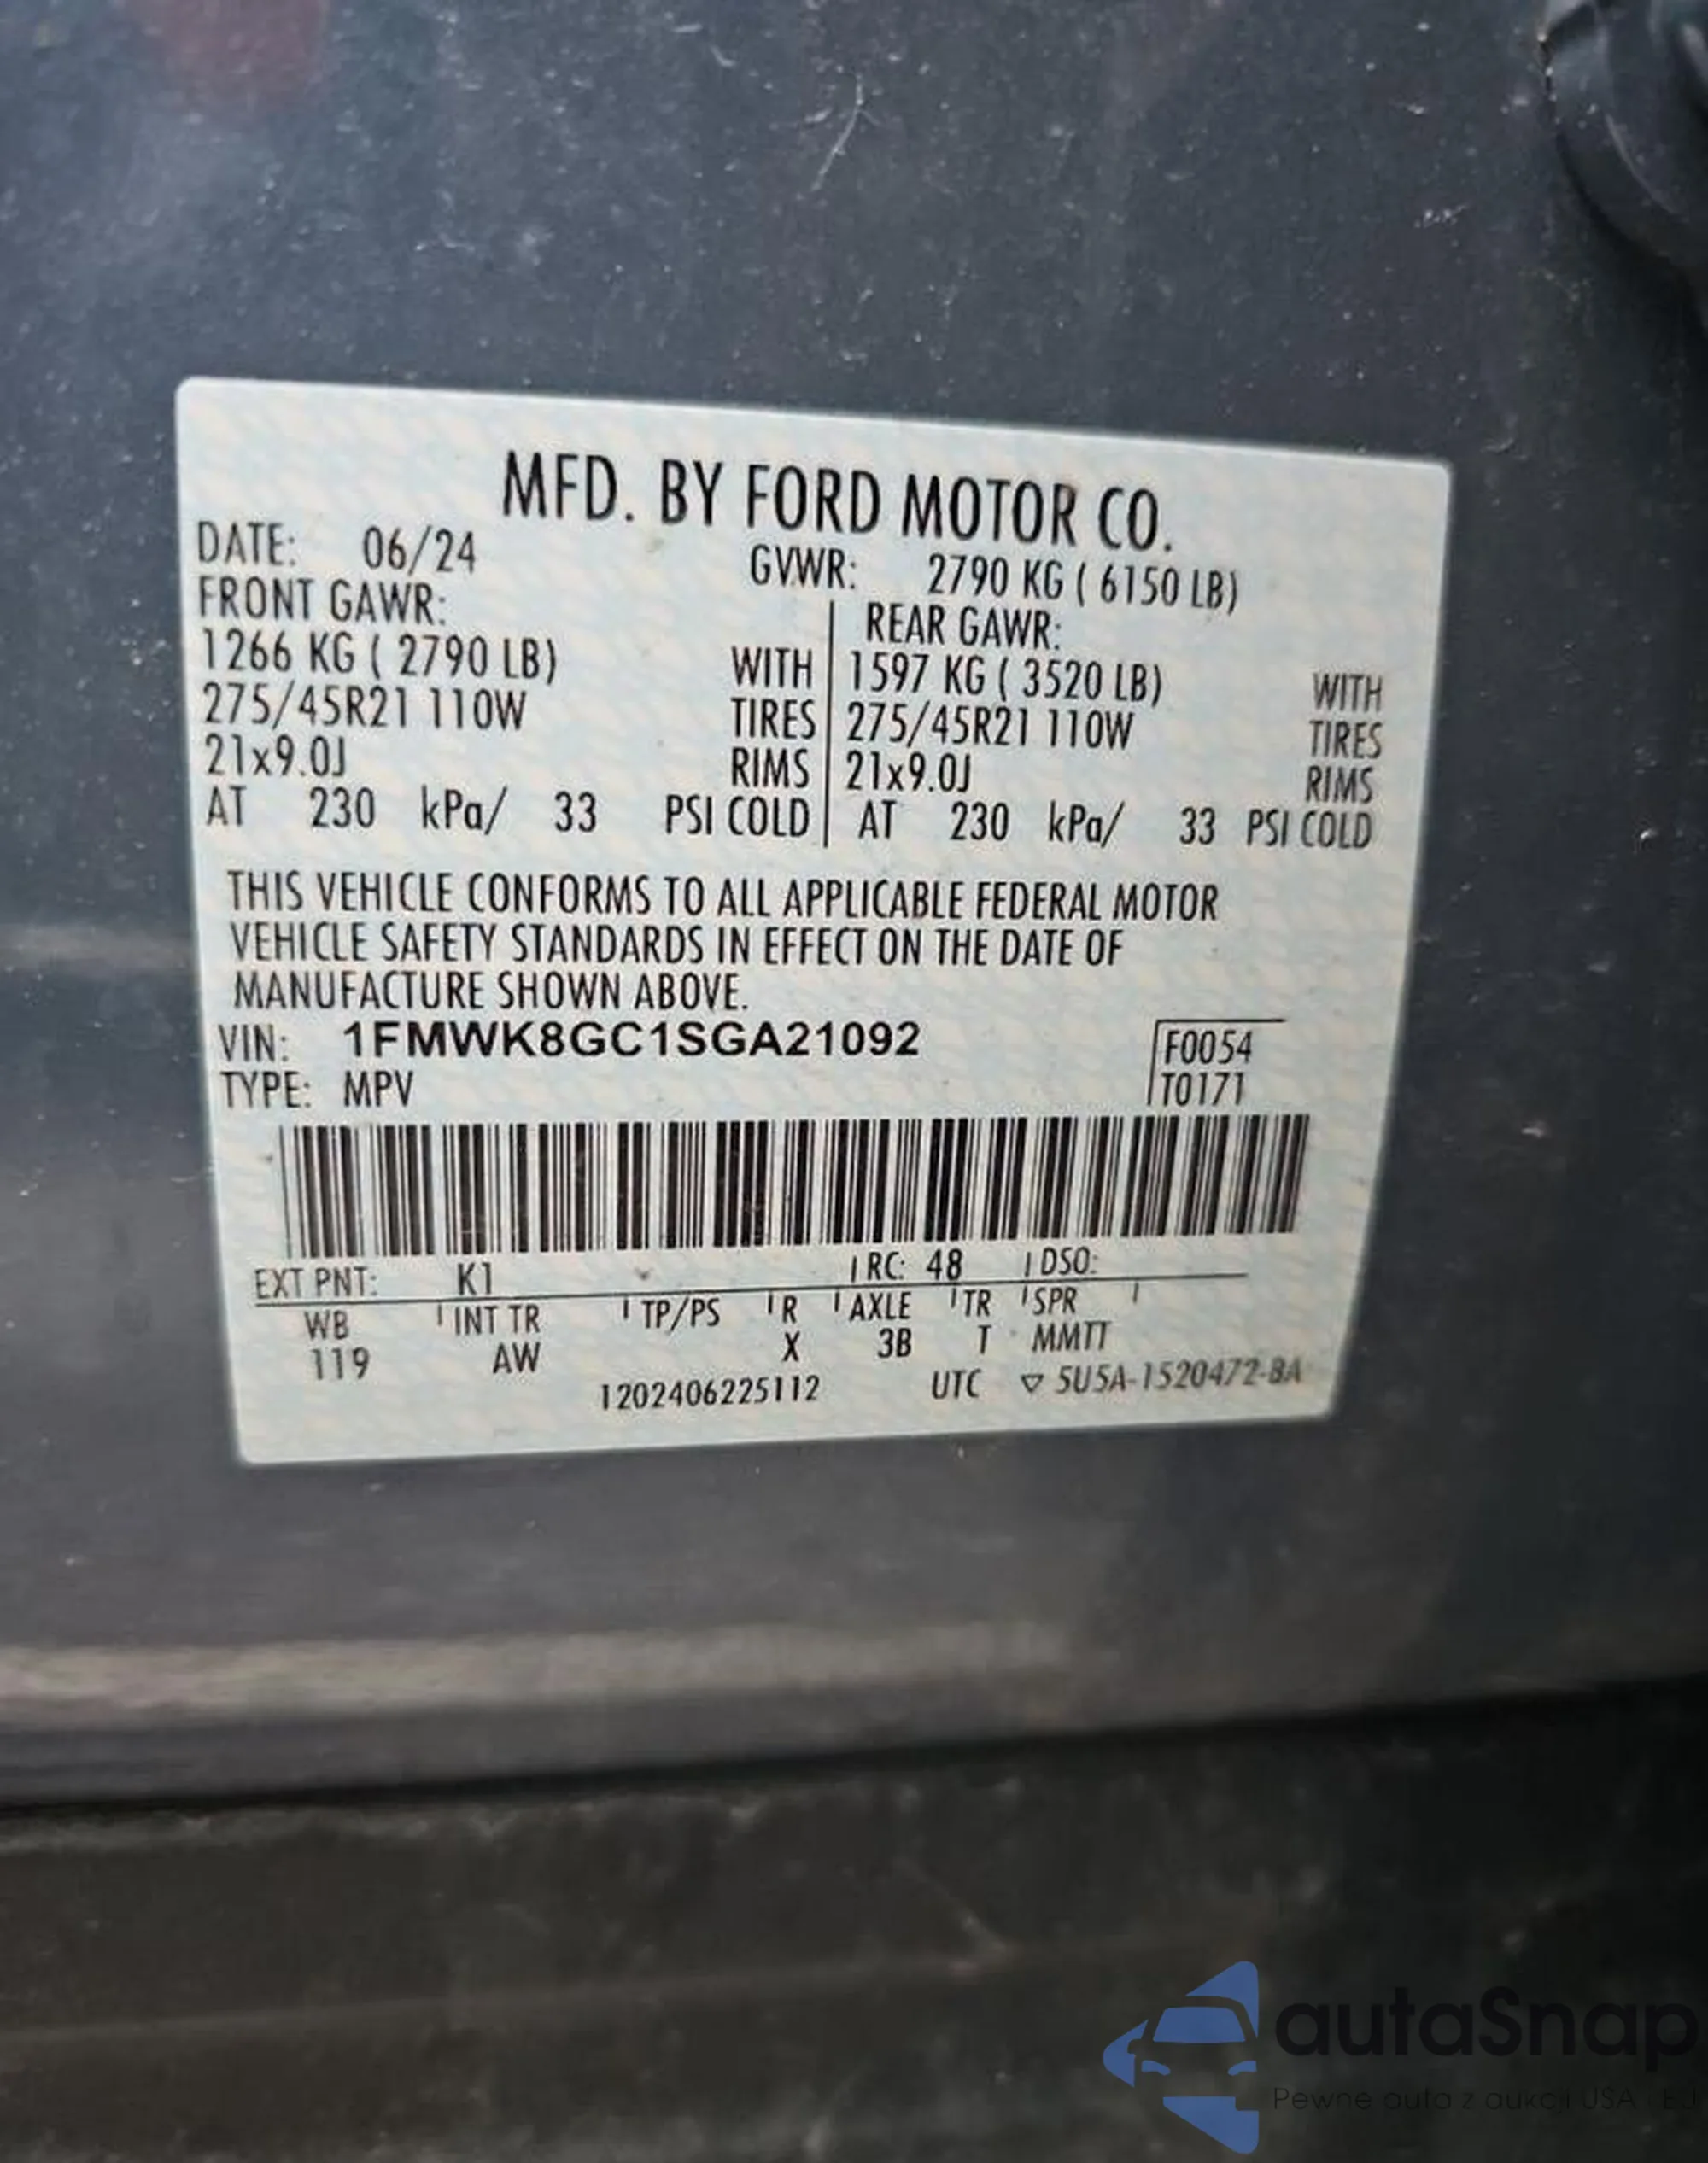 MFD. BY FORD MOTOR CO.
DATE: 06/24 GVWR: 2790 KG ( 6150 LB)
FRONT GAWR: REAR GAWR:
1266 KG ( 2790 LB) WITH 1597 KG ( 3520 LB) WITH
275/45R21 110W TIRES 275/45R21 110W TIRES
21x9.0J RIMS 21x9.0J RIMS
AT 230 kPa/ 33 PSI COLD AT 230 kPa/ 33 PSI COLD
THIS VEHICLE CONFORMS TO ALL APPLICABLE FEDERAL MOTOR
VEHICLE SAFETY STANDARDS IN EFFECT ON THE DATE OF
MANUFACTURE SHOWN ABOVE.
VIN: 1FMWK8GC1SGA21092 F0054
TYPE: MPV T0171
EXT PNT: K1 RC: 48 DSO:
WB INT TR TP/PS R AXLE TR SPR
119 AW X 3B T MMTT
1202406225112 UTC ▽ 5U5A-1520472-BA
autaSnap
Pewne auta z aukcji USA i EU